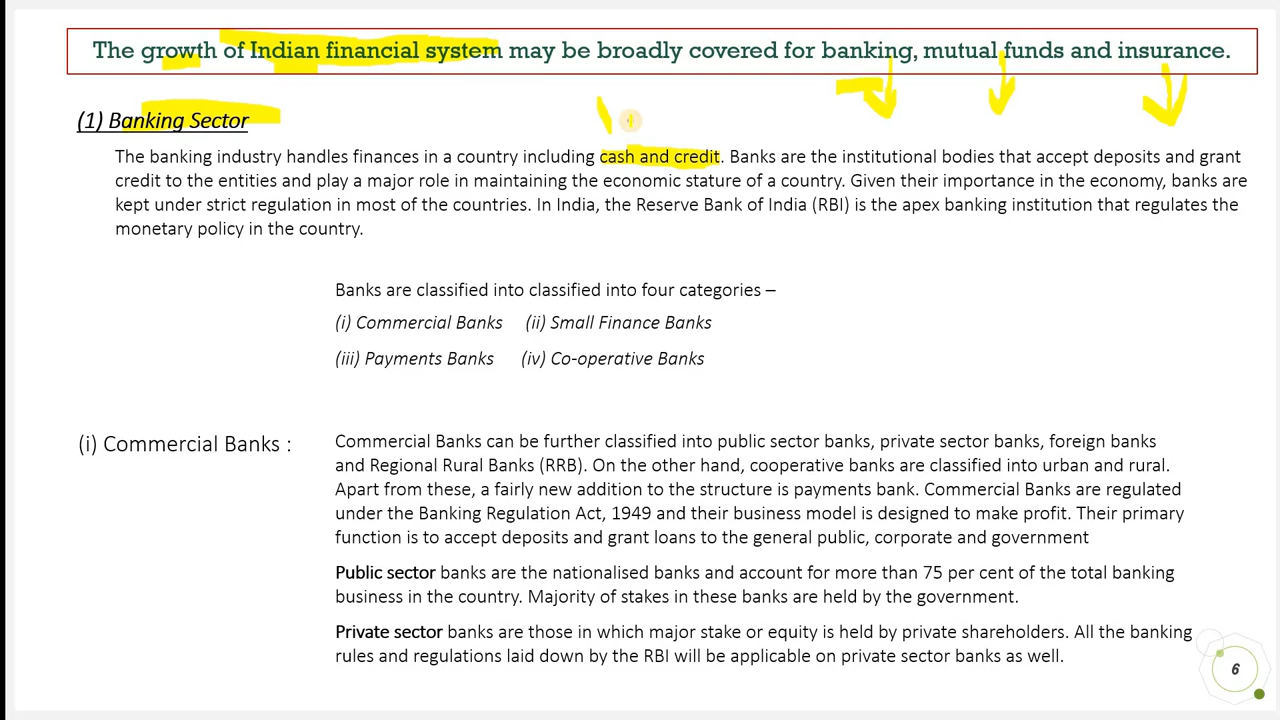 The growth of Indian financial system may be broadly covered for banking, mutual funds and insurance.
(1) Banking Sector
The banking industry handles finances in a country including cash and credit. Banks are the institutional bodies that accept deposits and grant
credit to the entities and play a major role in maintaining the economic stature of a country. Given their importance in the economy, banks are
kept under strict regulation in most of the countries. In India, the Reserve Bank of India (RBI) is the apex banking institution that regulates the
monetary policy in the country.
Banks are classified into classified into four categories –
(i) Commercial Banks (ii) Small Finance Banks
(iii) Payments Banks (iv) Co-operative Banks
(i) Commercial Banks :
Commercial Banks can be further classified into public sector banks, private sector banks, foreign banks
and Regional Rural Banks (RRB). On the other hand, cooperative banks are classified into urban and rural.
Apart from these, a fairly new addition to the structure is payments bank. Commercial Banks are regulated
under the Banking Regulation Act, 1949 and their business model is designed to make profit. Their primary
function is to accept deposits and grant loans to the general public, corporate and government
Public sector banks are the nationalised banks and account for more than 75 per cent of the total banking
business in the country. Majority of stakes in these banks are held by the government.
Private sector banks are those in which major stake or equity is held by private shareholders. All the banking
rules and regulations laid down by the RBI will be applicable on private sector banks as well.
6